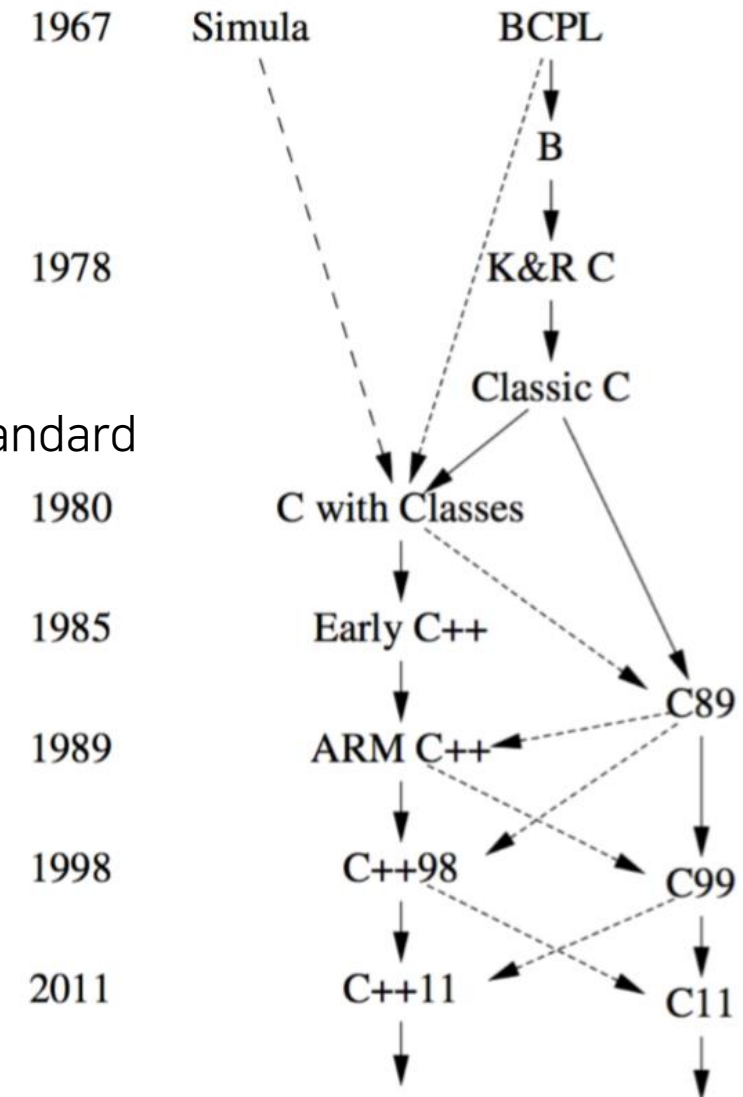 1967 Simula BCPL
B
1978 K&R C
Classic C
andard
1980 C with Classes
1985 Early C++
C89
1989 ARM C++
1998 C++98 C99
2011 C++11 C11